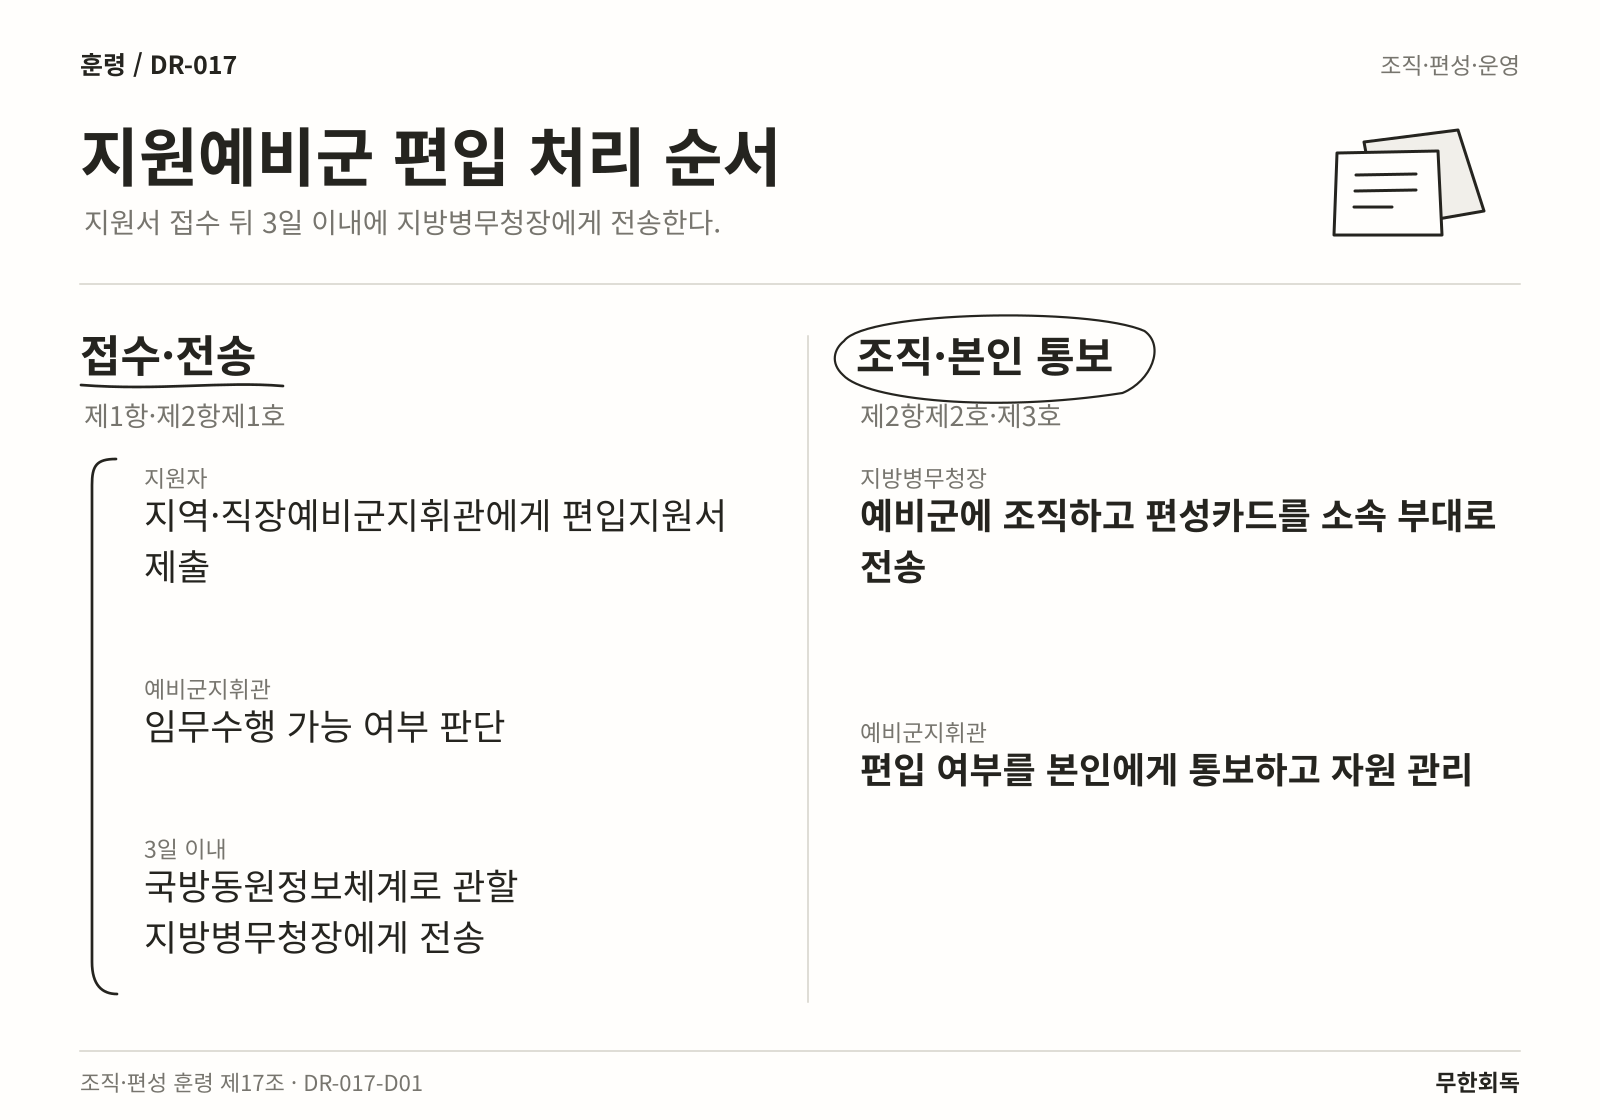 훈령 / DR-017
조직·편성·운영
지원예비군 편입 처리 순서
지원서 접수 뒤 3일 이내에 지방병무청장에게 전송한다.
접수·전송
제1항·제2항제1호
지원자
지역·직장예비군지휘관에게 편입지원서
제출
예비군지휘관
임무수행 가능 여부 판단
3일 이내
국방동원정보체계로 관할
지방병무청장에게 전송
조직·본인 통보
제2항제2호·제3호
지방병무청장
예비군에 조직하고 편성카드를 소속 부대로
전송
예비군지휘관
편입 여부를 본인에게 통보하고 자원 관리
조직·편성 훈령 제17조 · DR-017-D01
무한회독